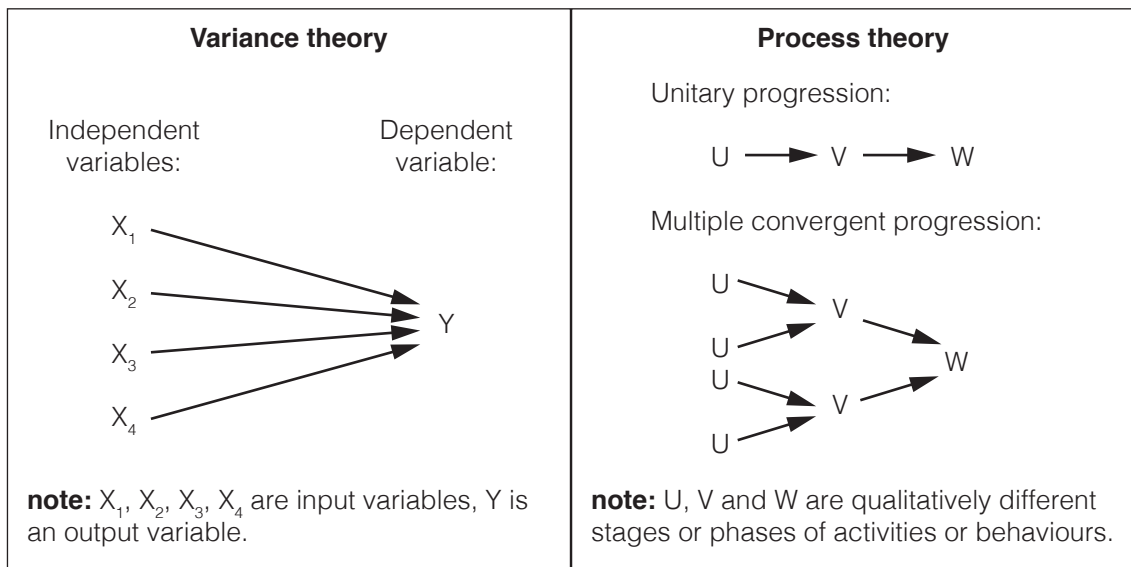 Variance theory
Independent
variables:
Dependent
variable:
X₁
X₂
X₃
X₄
Y
note: X₁, X₂, X₃, X₄ are input variables, Y is
an output variable.
Process theory
Unitary progression:
U V W
Multiple convergent progression:
U
U
U
U
V
V
W
note: U, V and W are qualitatively different
stages or phases of activities or behaviours.